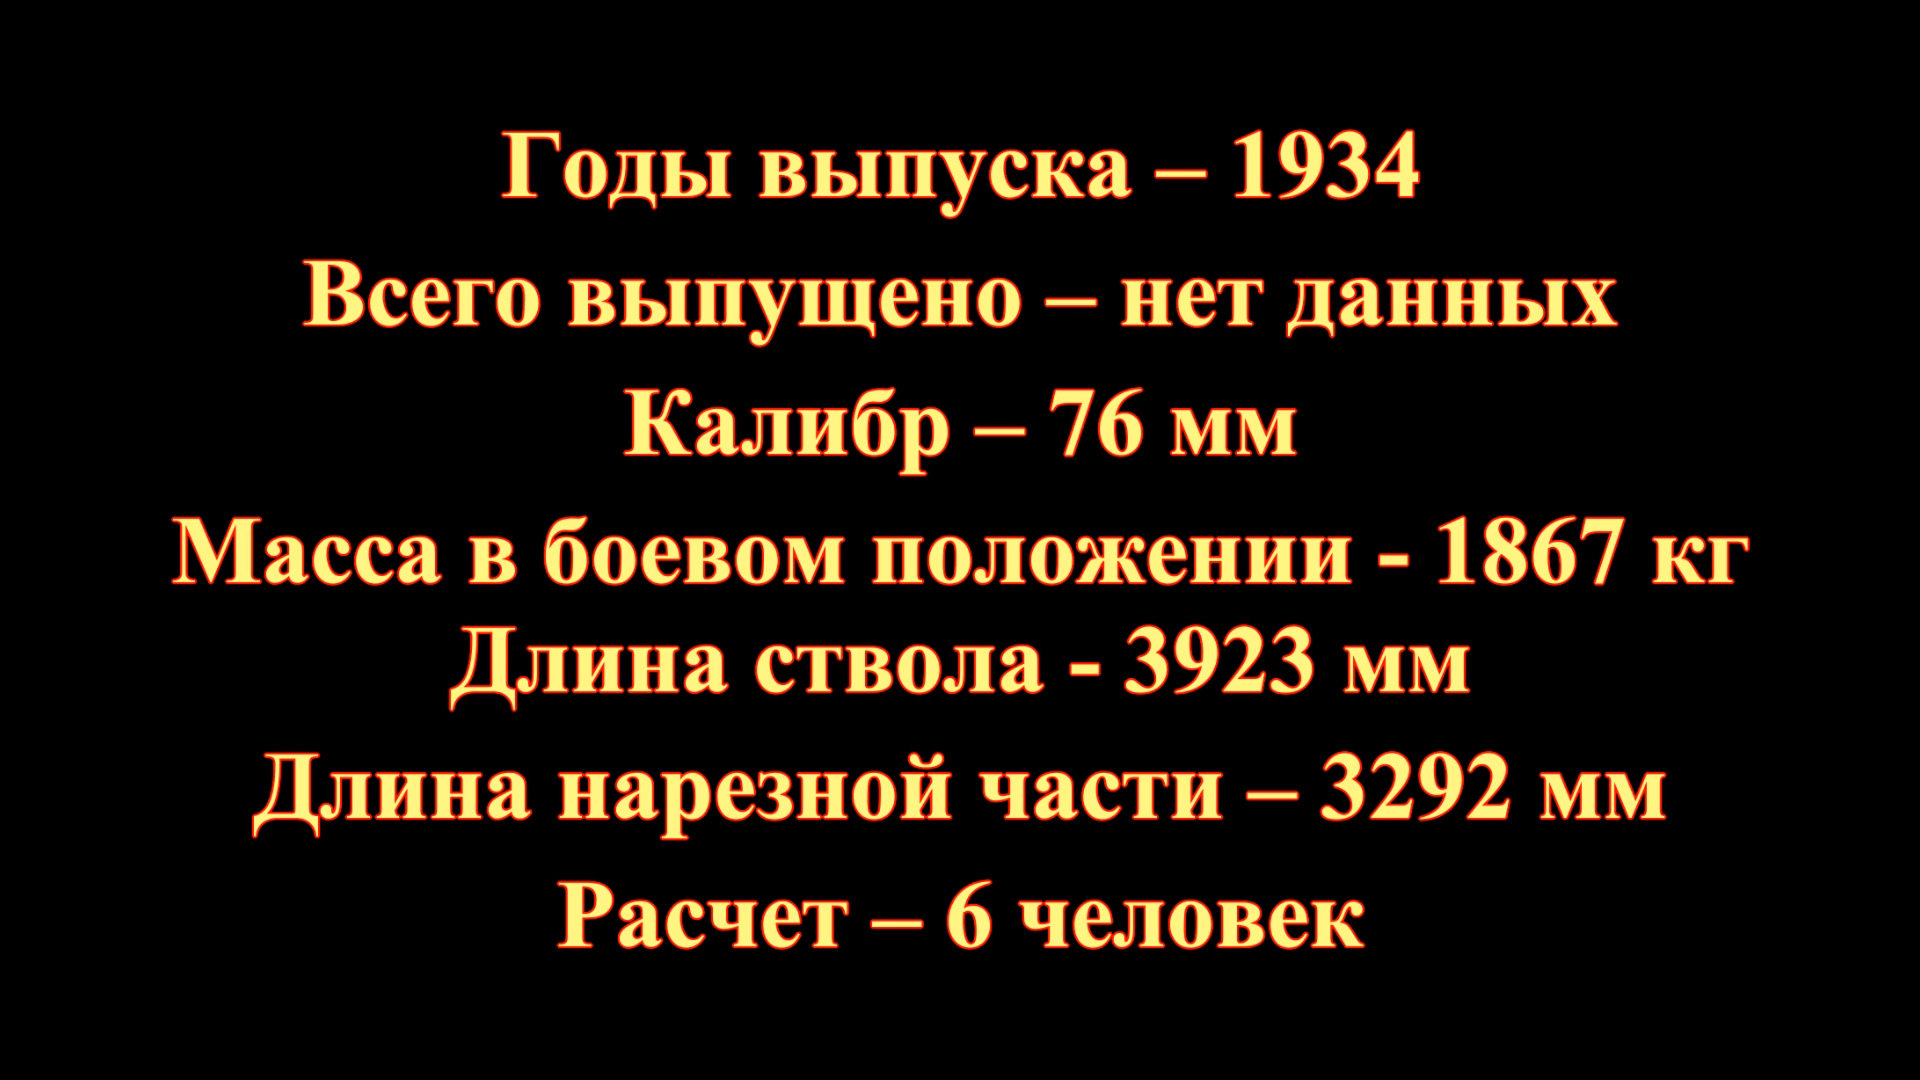 Годы выпуска – 1934
Всего выпущено – нет данных
Калибр – 76 мм
Масса в боевом положении - 1867 кг
Длина ствола - 3923 мм
Длина нарезной части – 3292 мм
Расчет – 6 человек